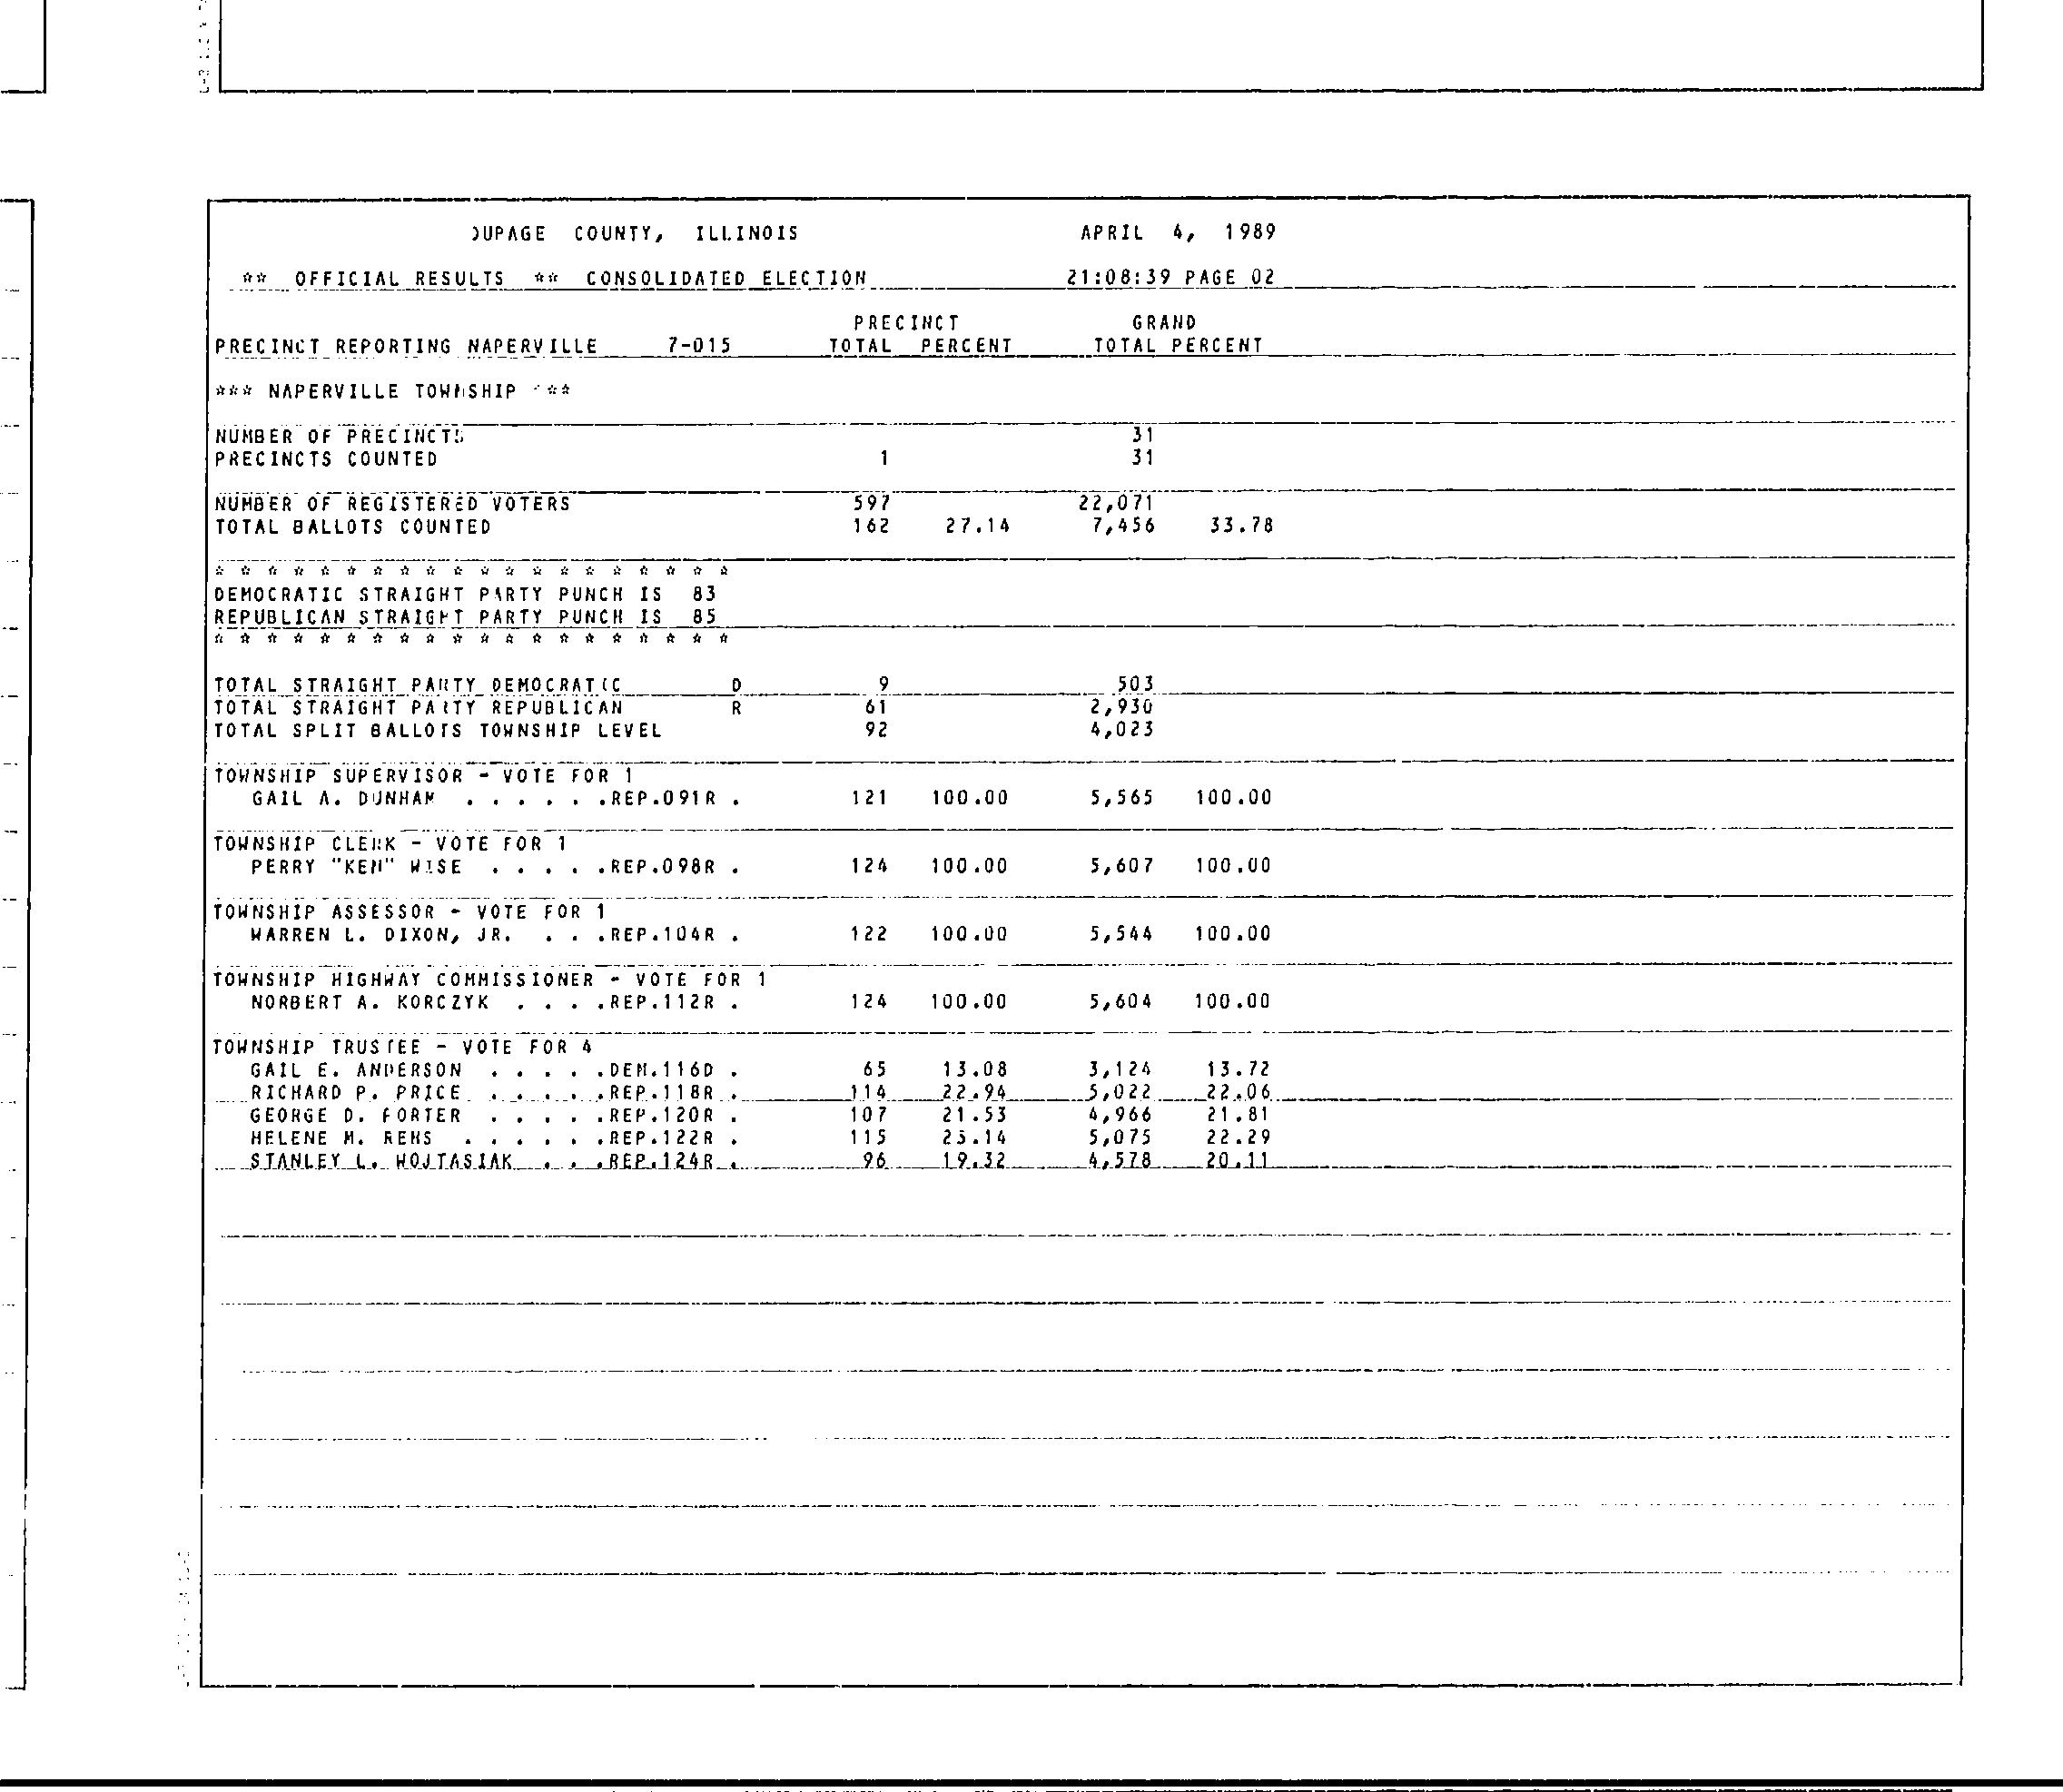 DUPAGE COUNTY, ILLINOIS APRIL 4, 1989
** OFFICIAL RESULTS ** CONSOLIDATED ELECTION 21:08:39 PAGE 02
PRECINCT GRAND
PRECINCT REPORTING NAPERVILLE 7-015 TOTAL PERCENT TOTAL PERCENT
*** NAPERVILLE TOWNSHIP ***
NUMBER OF PRECINCTS 31
PRECINCTS COUNTED 1 31
NUMBER OF REGISTERED VOTERS 597 22,071
TOTAL BALLOTS COUNTED 162 27.14 7,456 33.78
* * * * * * * * * * * * * * * * * * * *
DEMOCRATIC STRAIGHT PARTY PUNCH IS 83
REPUBLICAN STRAIGHT PARTY PUNCH IS 85
* * * * * * * * * * * * * * * * * * * *
TOTAL STRAIGHT PARTY DEMOCRATIC D 9 503
TOTAL STRAIGHT PARTY REPUBLICAN R 61 2,930
TOTAL SPLIT BALLOTS TOWNSHIP LEVEL 92 4,023
TOWNSHIP SUPERVISOR - VOTE FOR 1
GAIL A. DUNHAM . . . . . .REP.091R . 121 100.00 5,565 100.00
TOWNSHIP CLERK - VOTE FOR 1
PERRY "KEN" WISE . . . . .REP.098R . 124 100.00 5,607 100.00
TOWNSHIP ASSESSOR - VOTE FOR 1
WARREN L. DIXON, JR. . . .REP.104R . 122 100.00 5,544 100.00
TOWNSHIP HIGHWAY COMMISSIONER - VOTE FOR 1
NORBERT A. KORCZYK . . . .REP.112R . 124 100.00 5,604 100.00
TOWNSHIP TRUSTEE - VOTE FOR 4
GAIL E. ANDERSON . . . . .DEM.116D . 65 13.08 3,124 13.72
RICHARD P. PRICE . . . . .REP.118R . 114 22.94 5,022 22.06
GEORGE D. PORTER . . . . .REP.120R . 107 21.53 4,966 21.81
HELENE M. REHS . . . . . .REP.122R . 115 23.14 5,075 22.29
STANLEY L. WOJTASIAK . . .REP.124R . 96 19.32 4,578 20.11